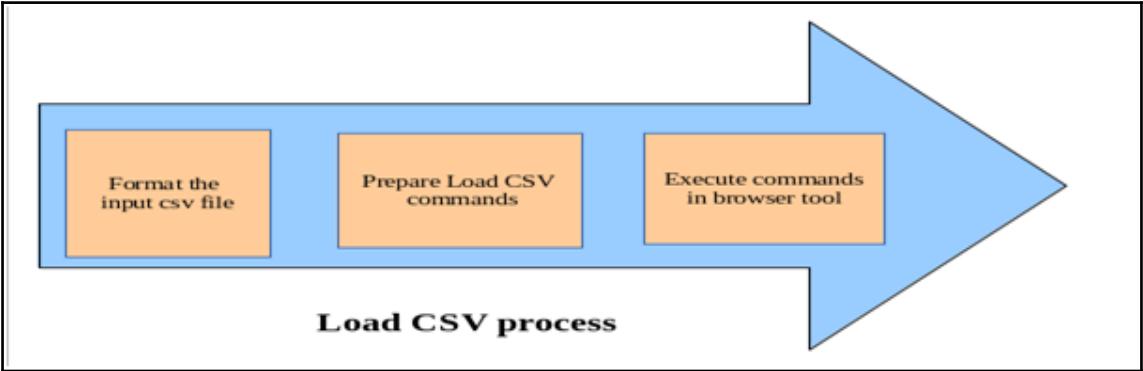 Format the
input csv file
Prepare Load CSV
commands
Execute commands
in browser tool
Load CSV process